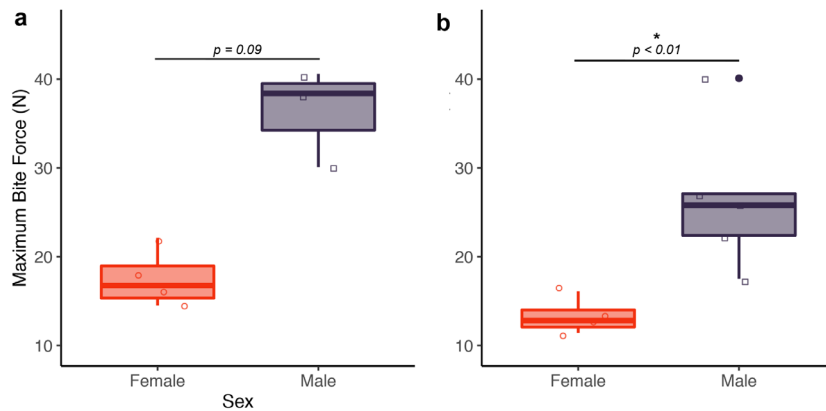 a
p = 0.09
Maximum Bite Force (N)
40
30
20
10
Female
Male
Sex
b
*
p < 0.01
40
30
20
10
Female
Male